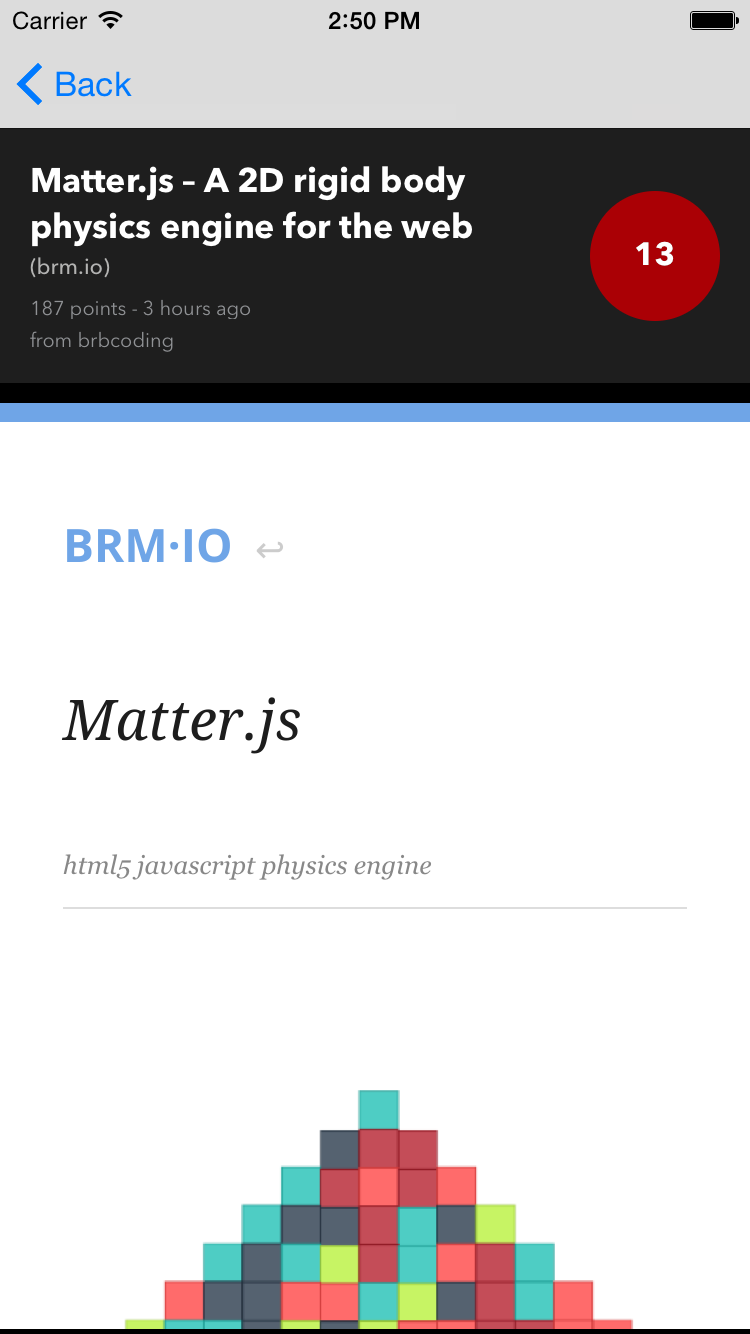 Carrier 2:50 PM
Back
Matter.js – A 2D rigid body
physics engine for the web
(brm.io)
187 points - 3 hours ago
from brbcoding
13
BRM·IO ↩
Matter.js
html5 javascript physics engine